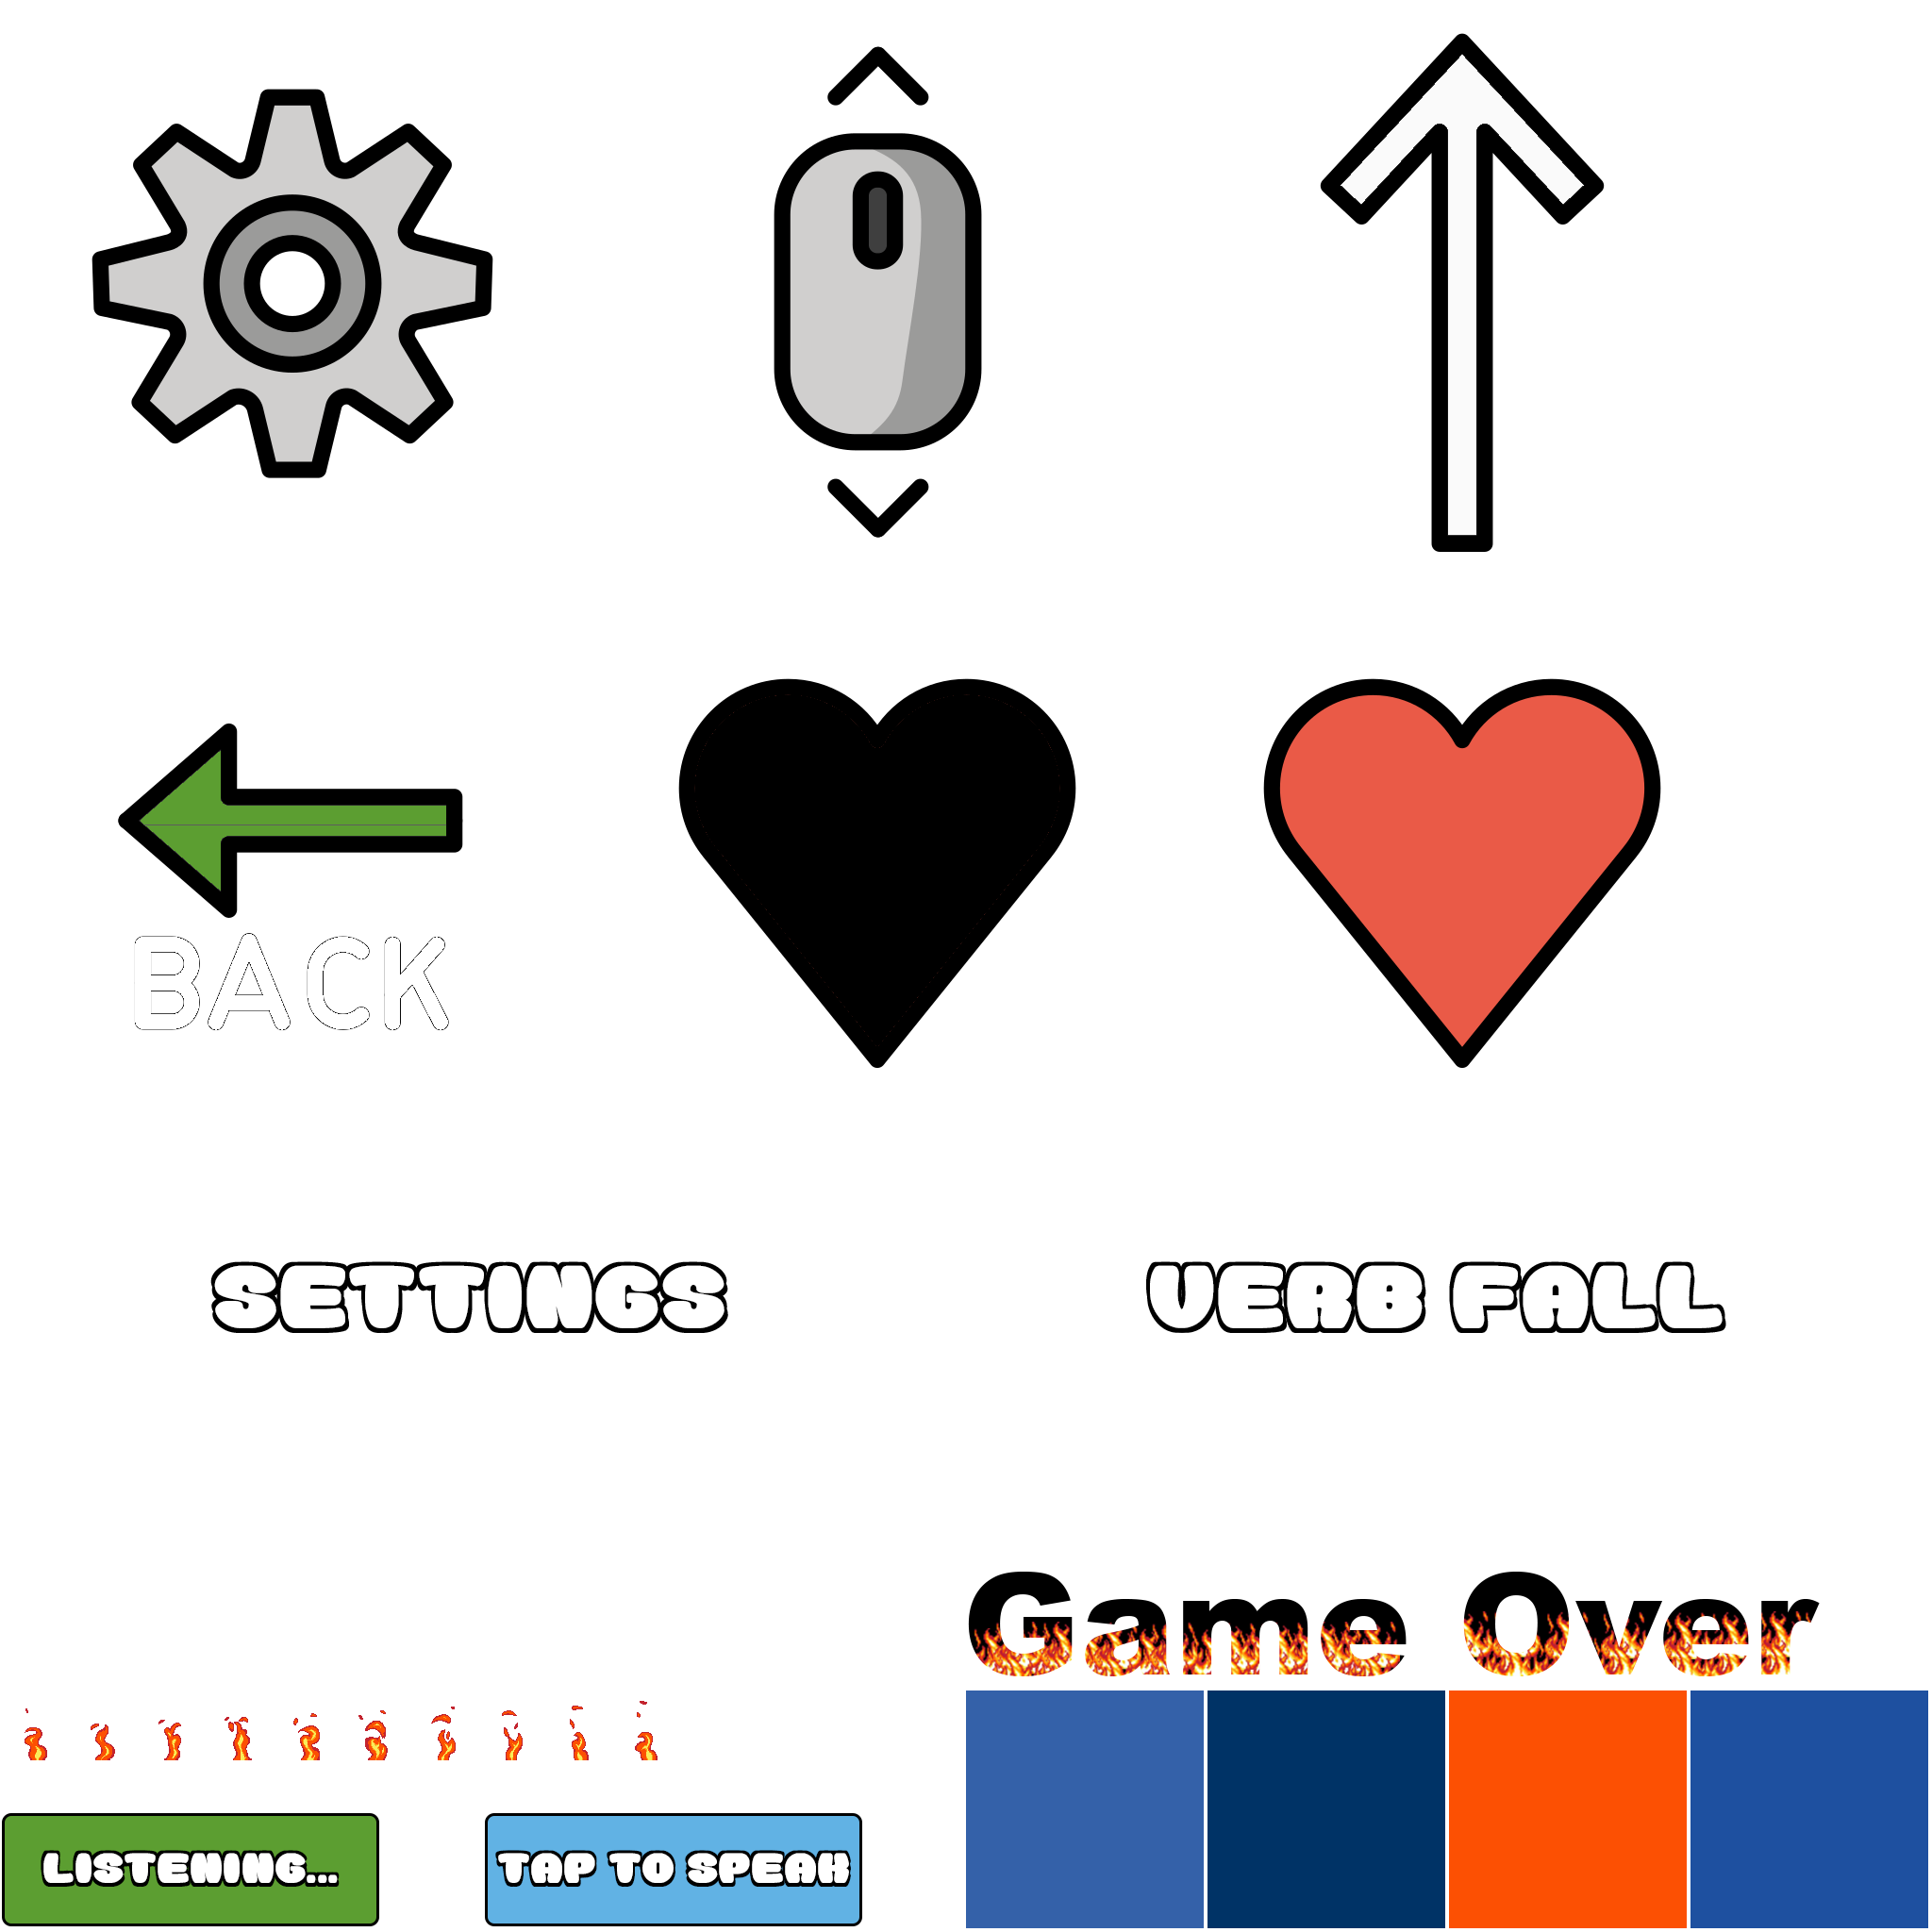 BACK
SETTINGS
VERB FALL
Game Over
LISTENING...
TAP TO SPEAK